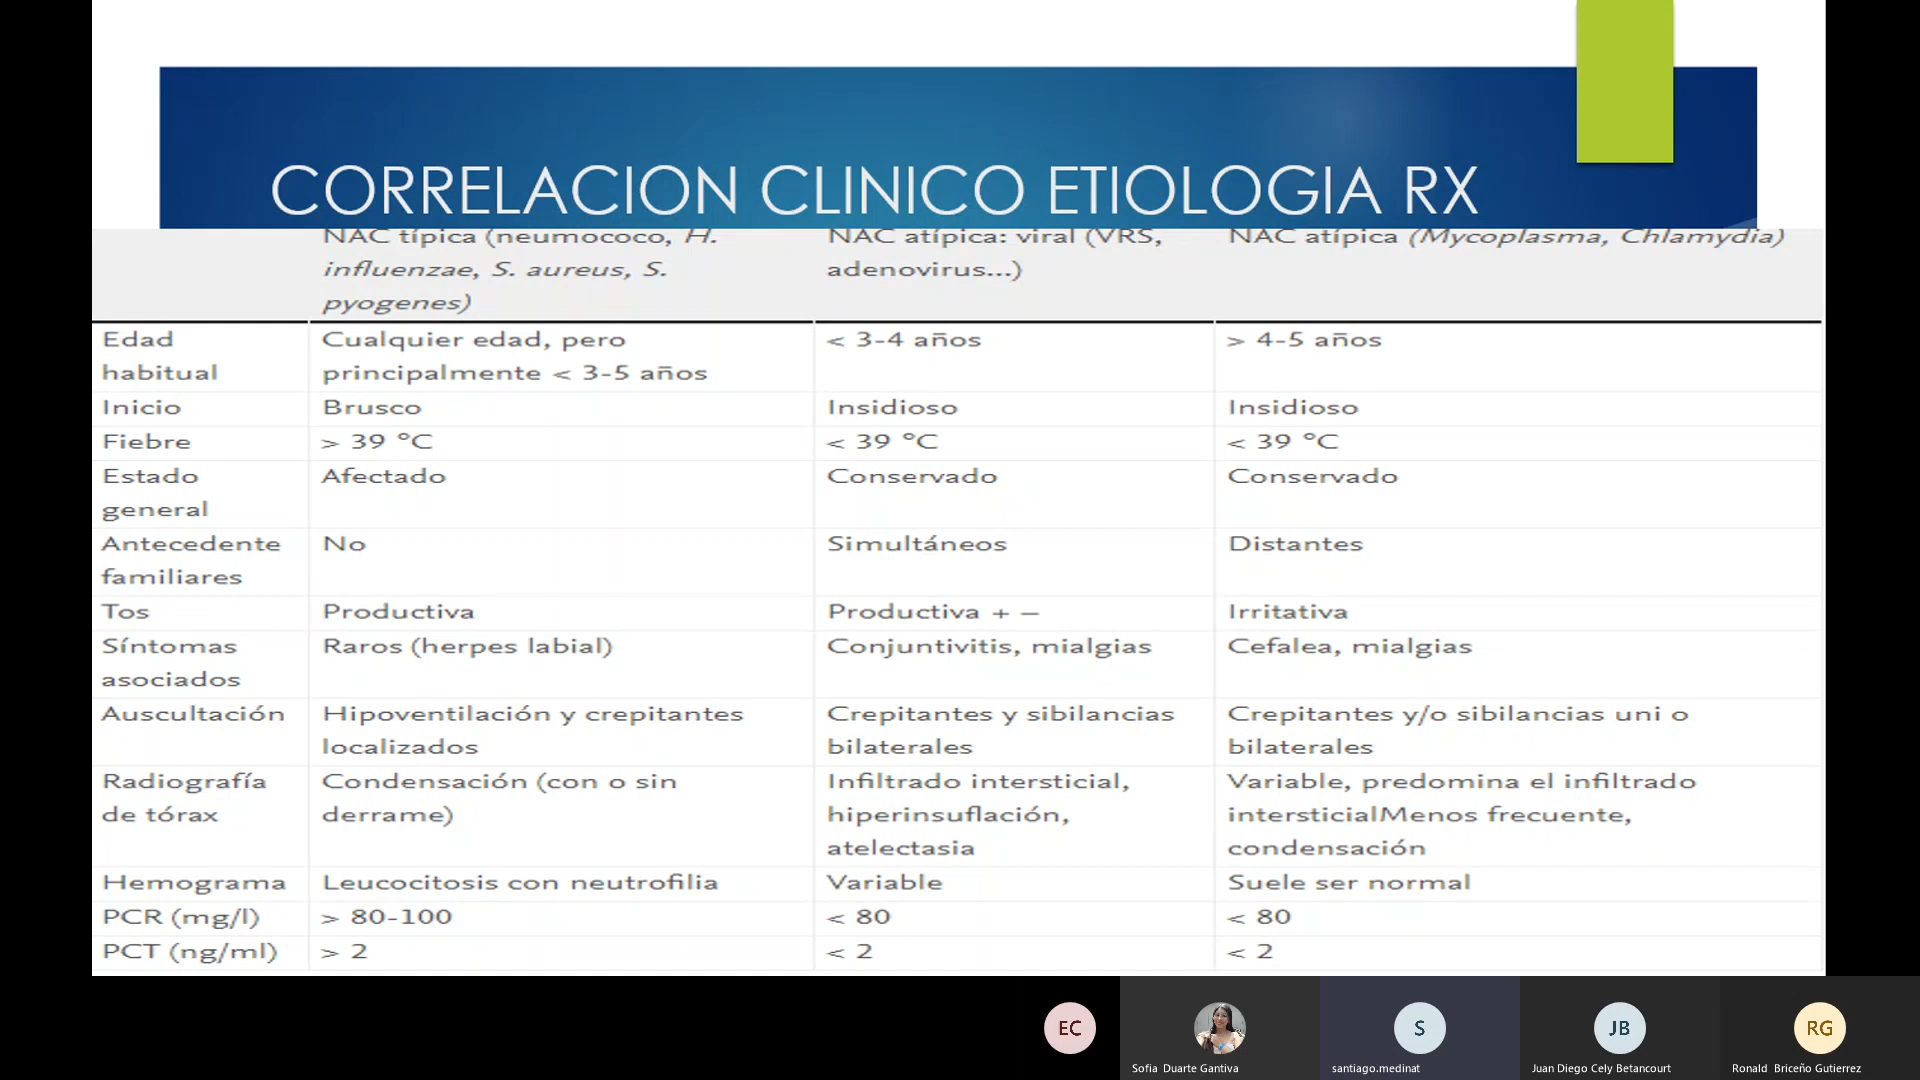 CORRELACION CLINICO ETIOLOGIA RX
NAC típica (neumococo, H.
influenzae, S. aureus, S.
pyogenes)
NAC atípica: viral (VRS,
adenovirus...)
NAC atípica (Mycoplasma, Chlamydia)
Edad
habitual
Cualquier edad, pero
principalmente < 3-5 años
< 3-4 años
> 4-5 años
Inicio
Brusco
Insidioso
Insidioso
Fiebre
> 39 °C
< 39 °C
< 39 °C
Estado
general
Afectado
Conservado
Conservado
Antecedente
familiares
No
Simultáneos
Distantes
Tos
Productiva
Productiva + –
Irritativa
Síntomas
asociados
Raros (herpes labial)
Conjuntivitis, mialgias
Cefalea, mialgias
Auscultación
Hipoventilación y crepitantes
localizados
Crepitantes y sibilancias
bilaterales
Crepitantes y/o sibilancias uni o
bilaterales
Radiografía
de tórax
Condensación (con o sin
derrame)
Infiltrado intersticial,
hiperinsuflación,
atelectasia
Variable, predomina el infiltrado
intersticialMenos frecuente,
condensación
Hemograma
Leucocitosis con neutrofilia
Variable
Suele ser normal
PCR (mg/l)
> 80-100
< 80
< 80
PCT (ng/ml)
> 2
< 2
< 2
EC
S
JB
RG
Sofia Duarte Gantiva
santiago.medinat
Juan Diego Cely Betancourt
Ronald Briceño Gutierrez